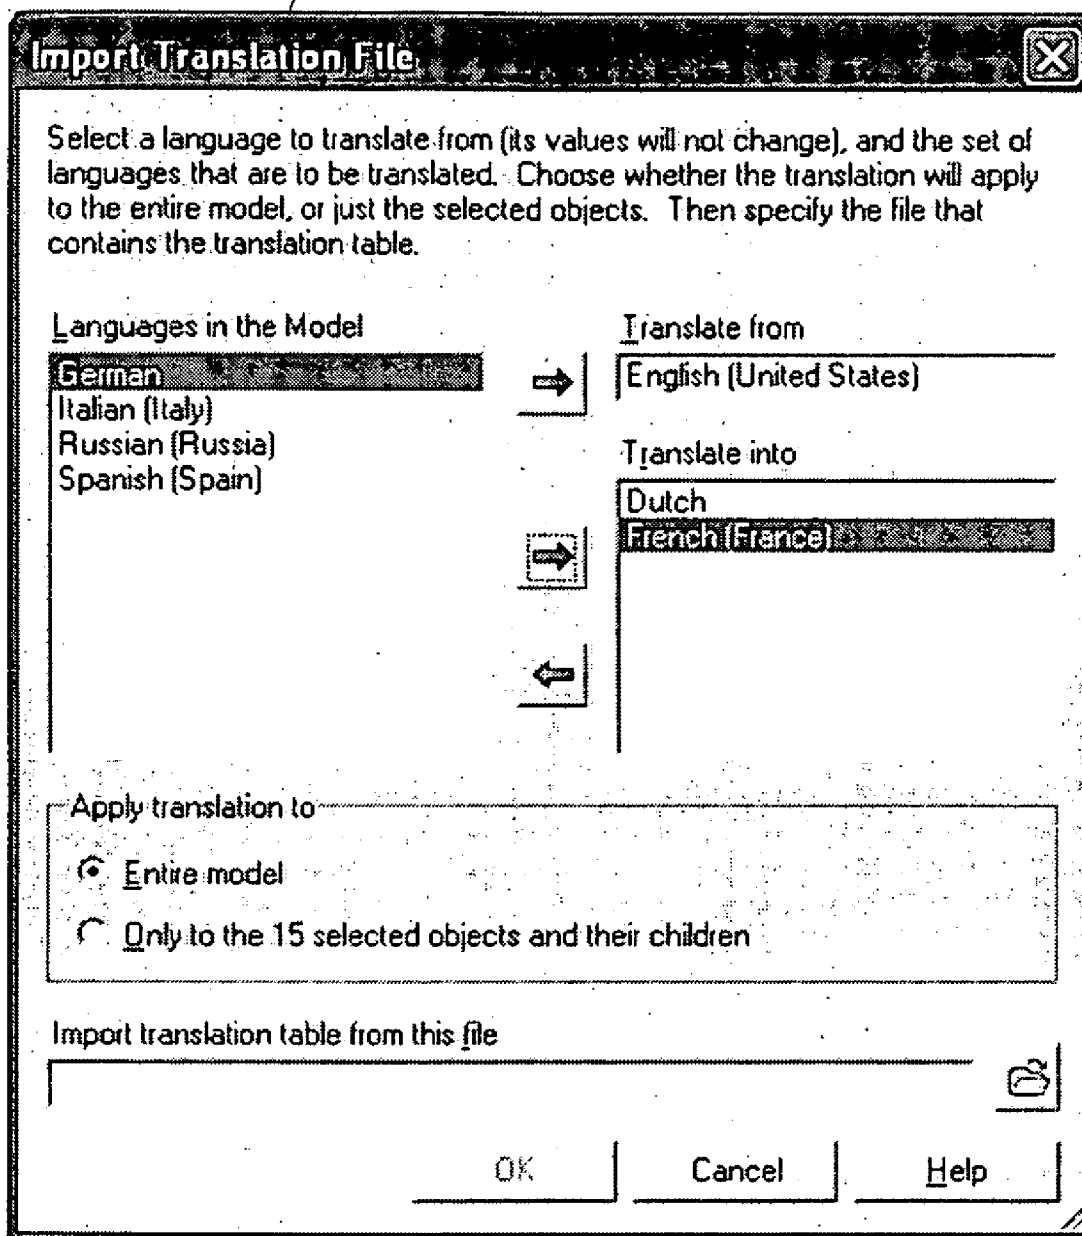 Import Translation File
Select a language to translate from (its values will not change), and the set of
languages that are to be translated. Choose whether the translation will apply
to the entire model, or just the selected objects. Then specify the file that
contains the translation table.
Languages in the Model
German
Italian (Italy)
Russian (Russia)
Spanish (Spain)
Translate from
English (United States)
Translate into
Dutch
French (France)
Apply translation to
Entire model
Only to the 15 selected objects and their children
Import translation table from this file
OK
Cancel
Help